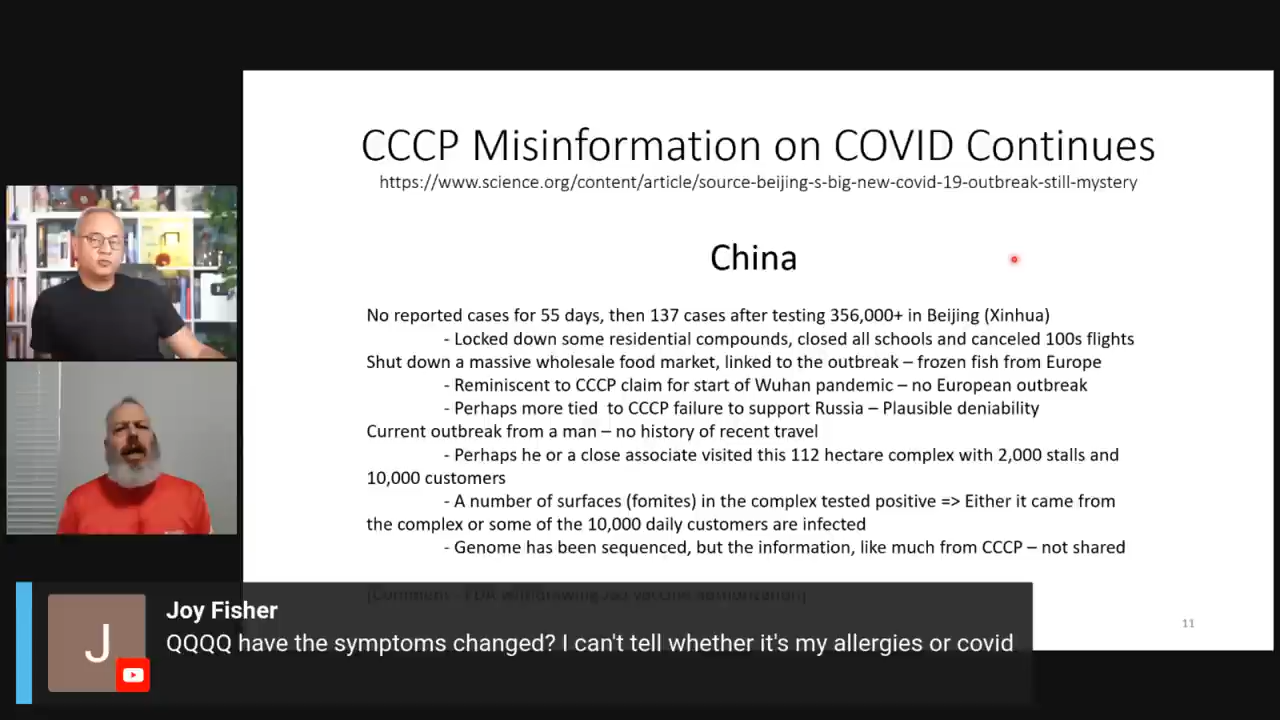 CCCP Misinformation on COVID Continues
https://www.science.org/content/article/source-beijing-s-big-new-covid-19-outbreak-still-mystery
China
No reported cases for 55 days, then 137 cases after testing 356,000+ in Beijing (Xinhua)
- Locked down some residential compounds, closed all schools and canceled 100s flights
Shut down a massive wholesale food market, linked to the outbreak – frozen fish from Europe
- Reminiscent to CCCP claim for start of Wuhan pandemic – no European outbreak
- Perhaps more tied to CCCP failure to support Russia – Plausible deniability
Current outbreak from a man – no history of recent travel
- Perhaps he or a close associate visited this 112 hectare complex with 2,000 stalls and
10,000 customers
- A number of surfaces (fomites) in the complex tested positive => Either it came from
the complex or some of the 10,000 daily customers are infected
- Genome has been sequenced, but the information, like much from CCCP – not shared
[Comment - FDA withdrawing J&J vaccine authorization]
11
J
Joy Fisher
QQQQ have the symptoms changed? I can't tell whether it's my allergies or covid